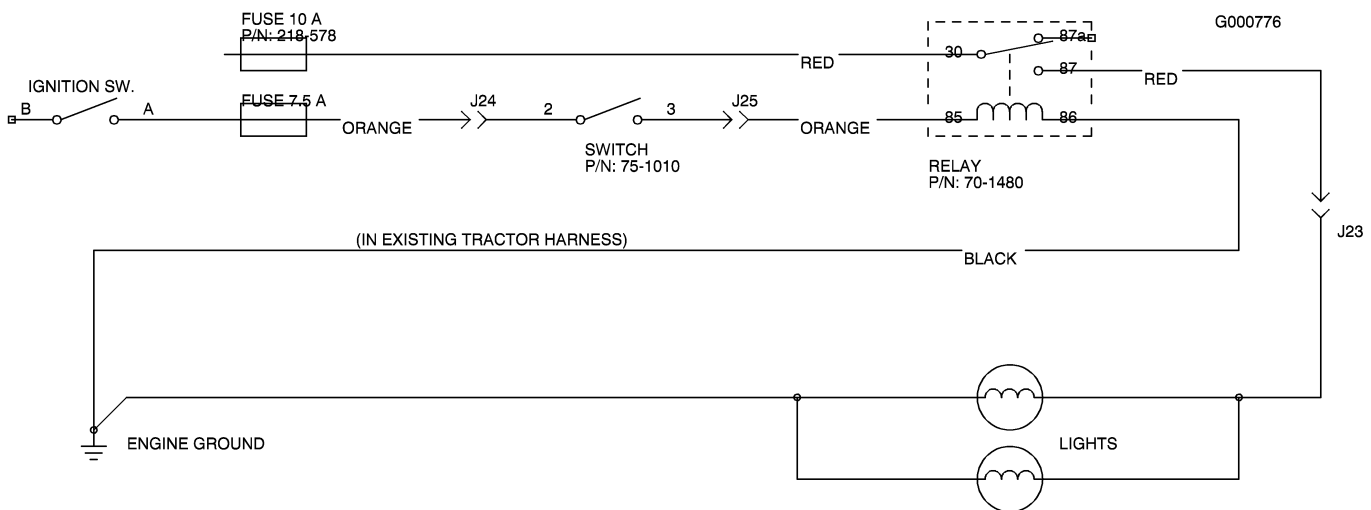 FUSE 10 A
P/N: 218-578
G000776
30
87a
RED
87
RED
IGNITION SW.
B
A
FUSE 7.5 A
ORANGE
J24
2
3
J25
ORANGE
85
86
SWITCH
P/N: 75-1010
RELAY
P/N: 70-1480
(IN EXISTING TRACTOR HARNESS)
BLACK
J23
ENGINE GROUND
LIGHTS